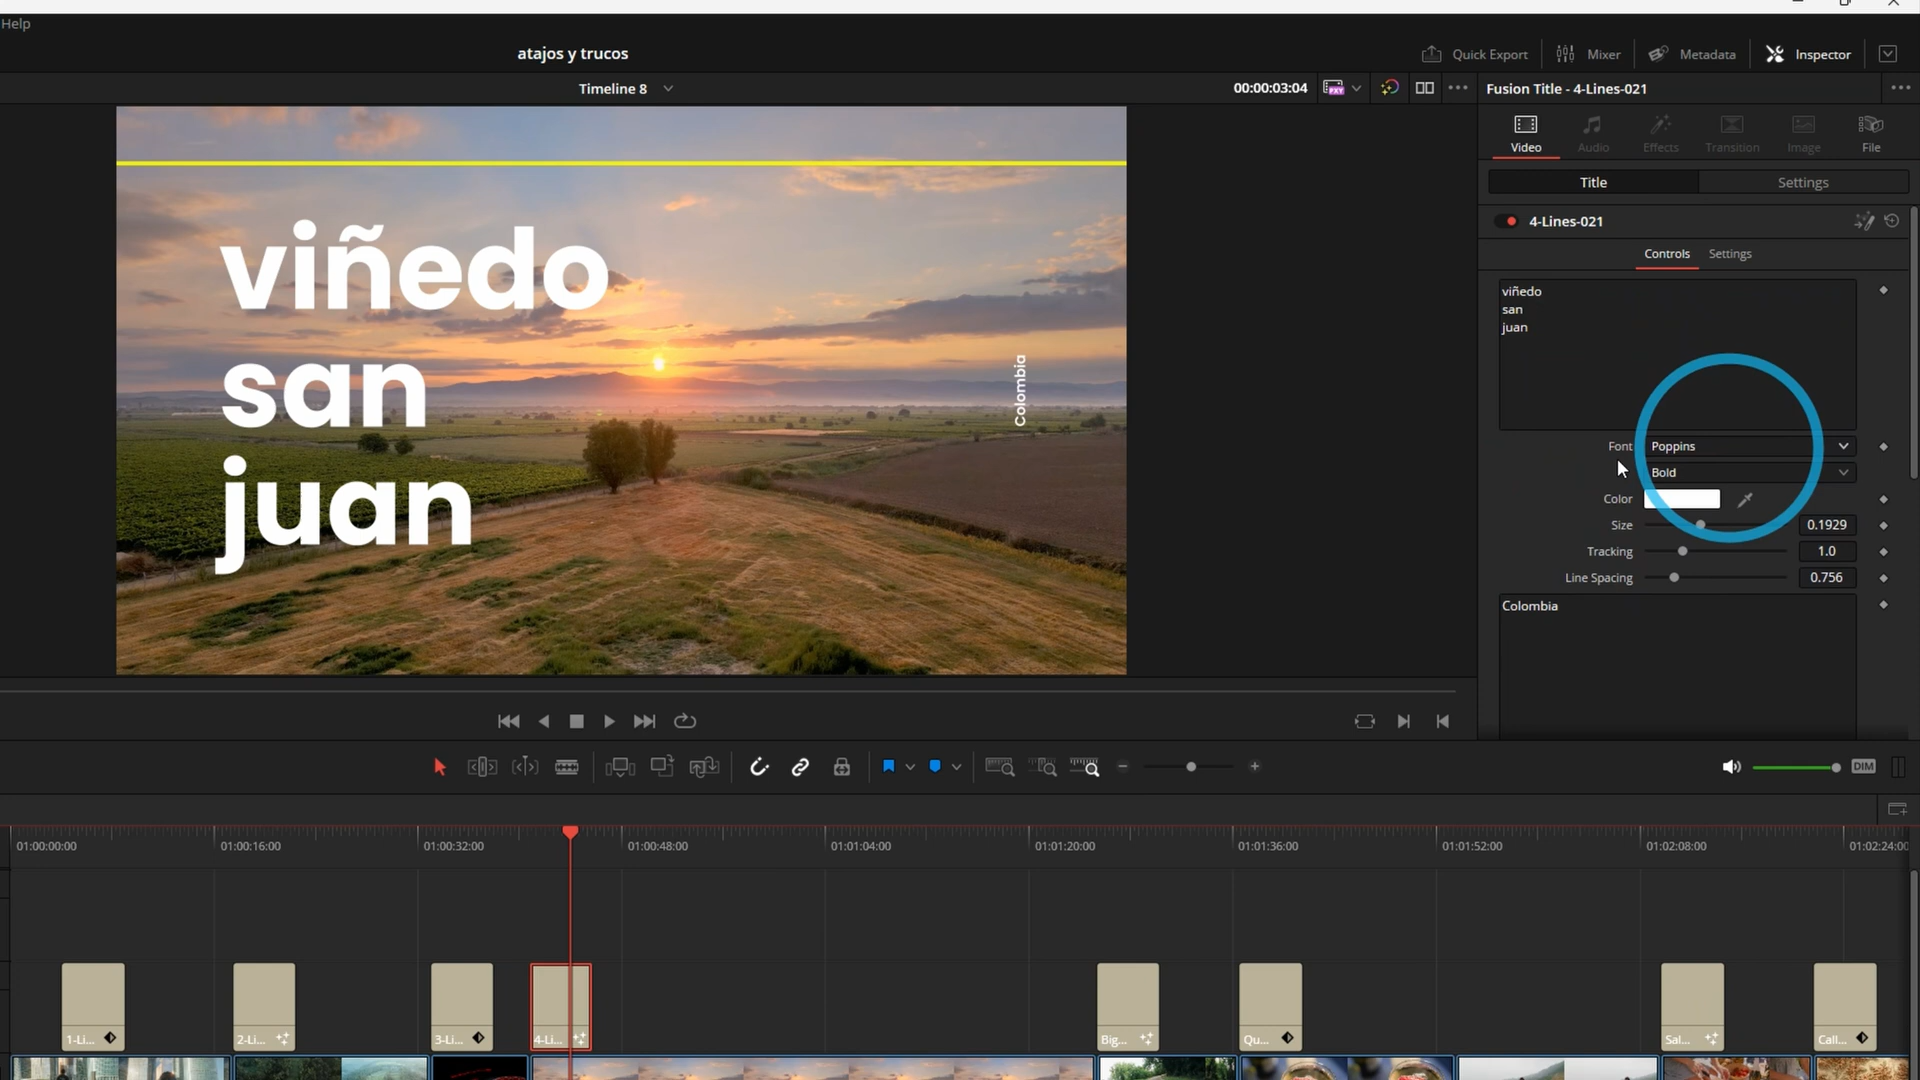 Help
atajos y trucos
Quick Export
Mixer
Metadata
Inspector
Timeline 8
00:00:03:04
PXY
Fusion Title - 4-Lines-021
Video
Audio
Effects
Transition
Image
File
Title
Settings
4-Lines-021
Controls
Settings
viñedo
san
juan
Colombia
viñedo
san
juan
Font
Poppins
Bold
Color
Size
0.1929
Tracking
1.0
Line Spacing
0.756
Colombia
DIM
01:00:00:00
01:00:16:00
01:00:32:00
01:00:48:00
01:01:04:00
01:01:20:00
01:01:36:00
01:01:52:00
01:02:08:00
01:02:24:00
1-Li...
2-Li...
3-Li...
4-Li...
Big...
Qu...
Sal...
Call...